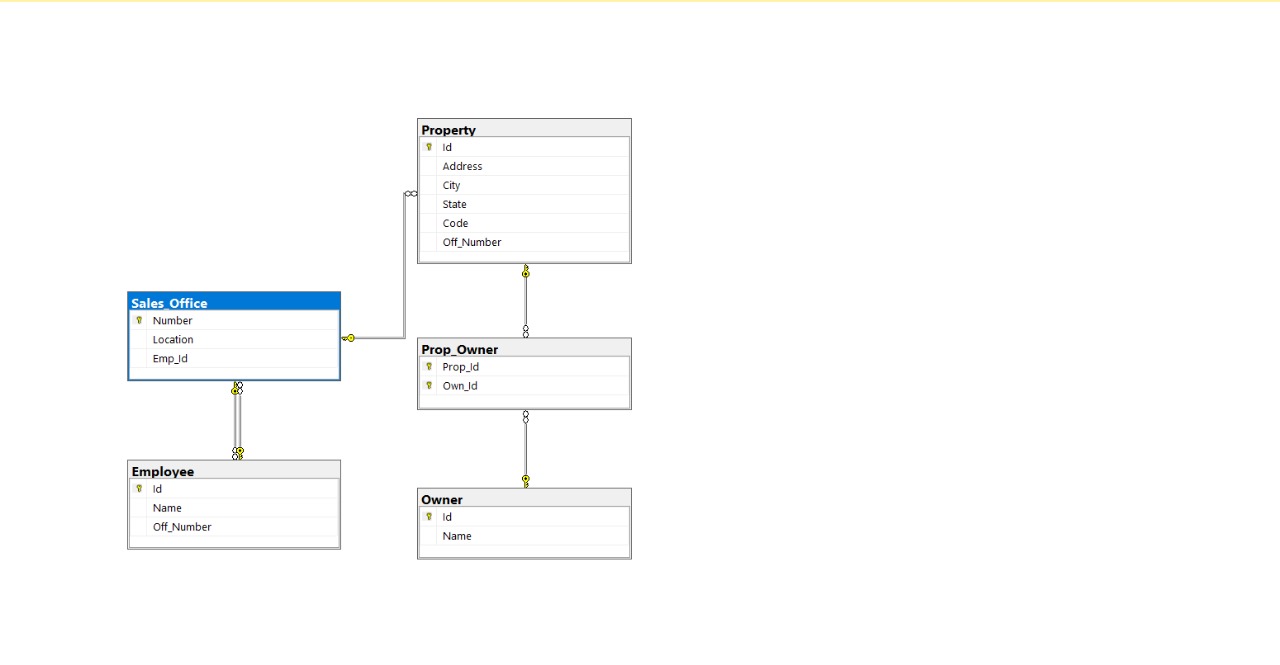 Property
Id
Address
City
State
Code
Off_Number
Sales_Office
Number
Location
Emp_Id
Prop_Owner
Prop_Id
Own_Id
Employee
Id
Name
Off_Number
Owner
Id
Name